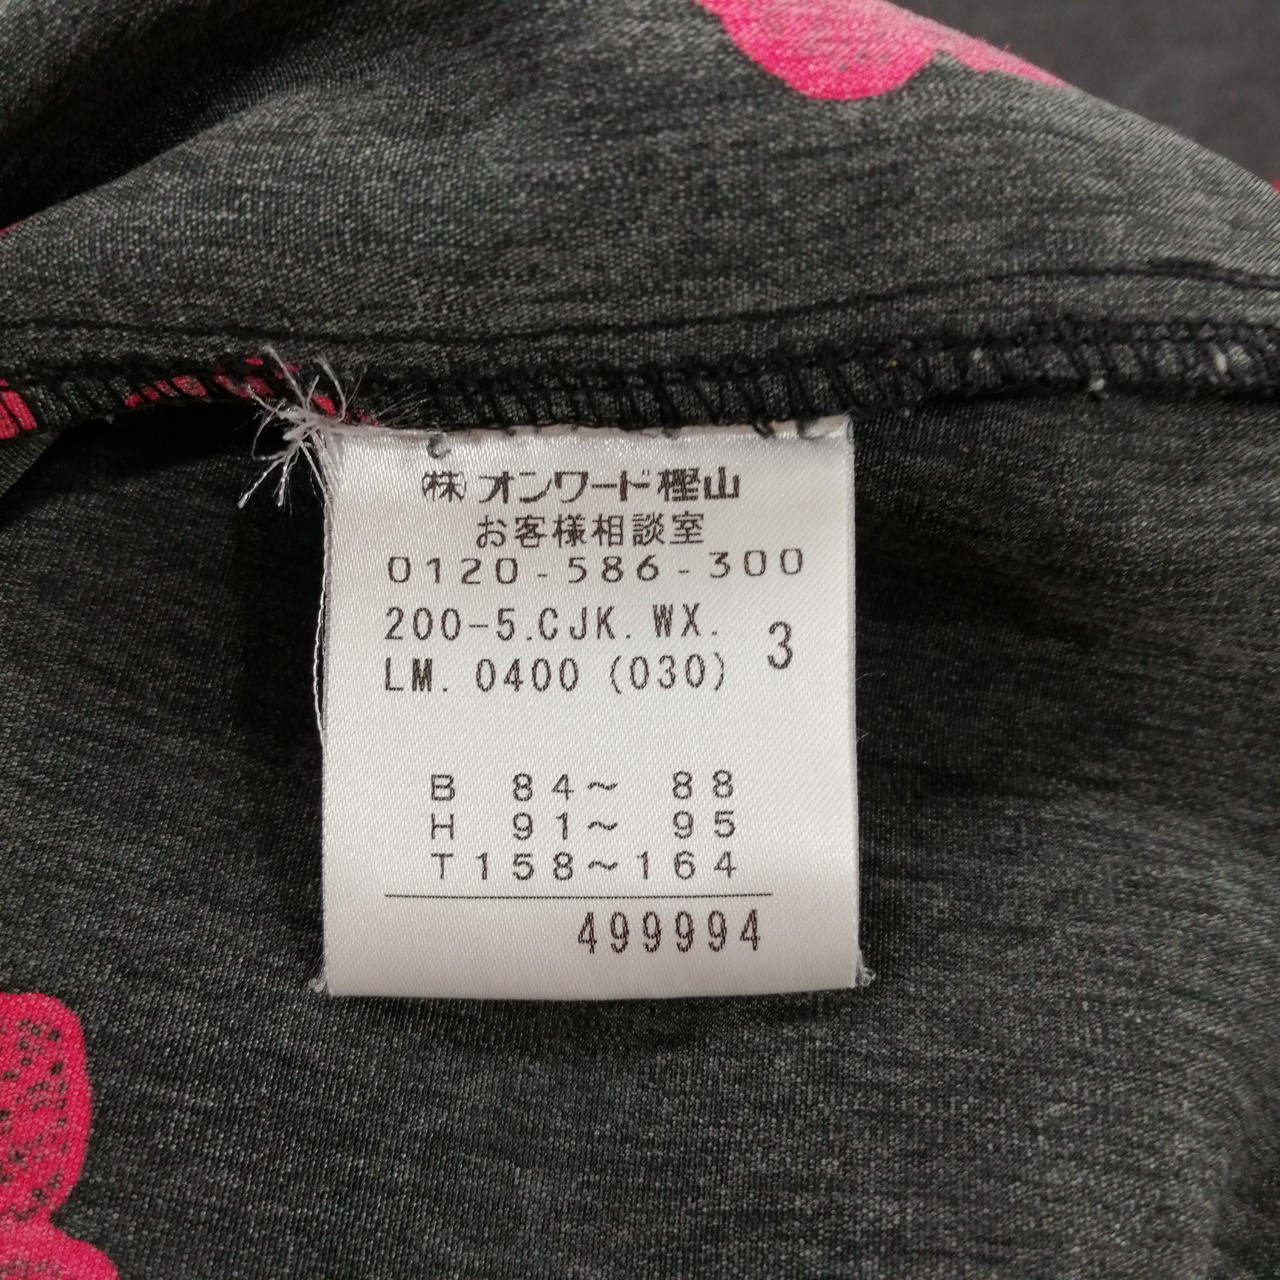 ㈱オンワード樫山
お客様相談室
0120-586-300
200-5.CJK.WX.
LM.0400(030) 3
B 84～ 88
H 91～ 95
T158～164
499994